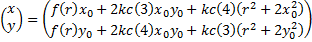 (x y) = (f(r)x₀ + 2kc(3)x₀y₀ + kc(4)(r² + 2x₀²)
f(r)y₀ + 2kc(4)x₀y₀ + kc(3)(r² + 2y₀²))